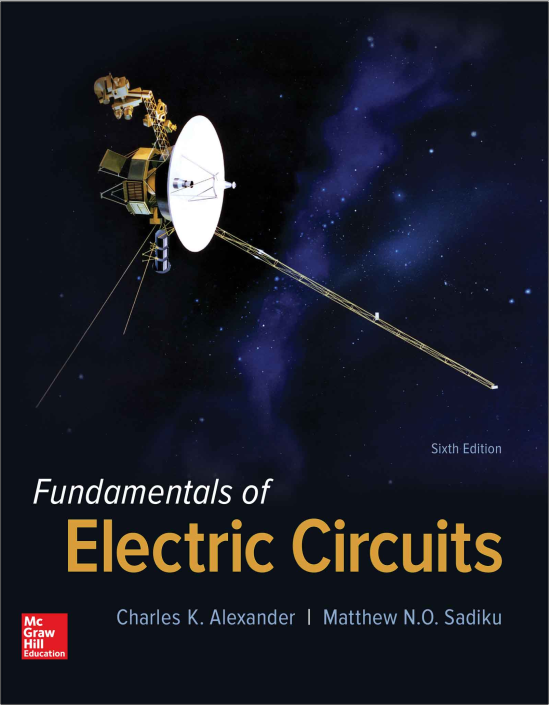 Sixth Edition
Fundamentals of
Electric Circuits
Charles K. Alexander | Matthew N.O. Sadiku
Mc
Graw
Hill
Education